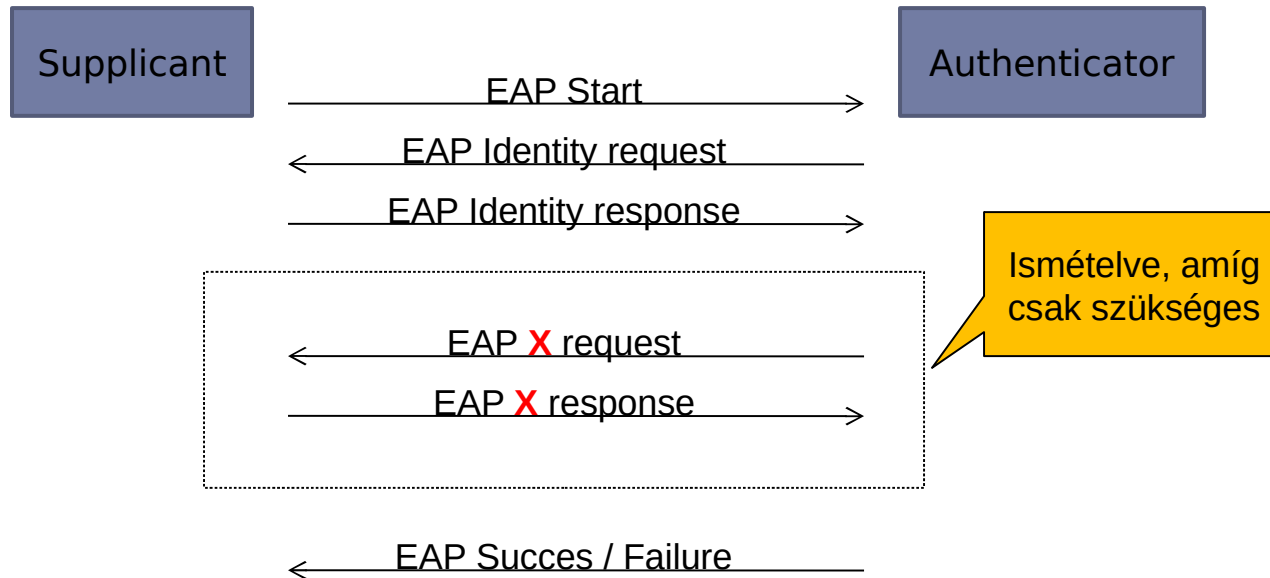 Supplicant
Authenticator
EAP Start
EAP Identity request
EAP Identity response
Ismételve, amíg
csak szükséges
EAP X request
EAP X response
EAP Succes / Failure